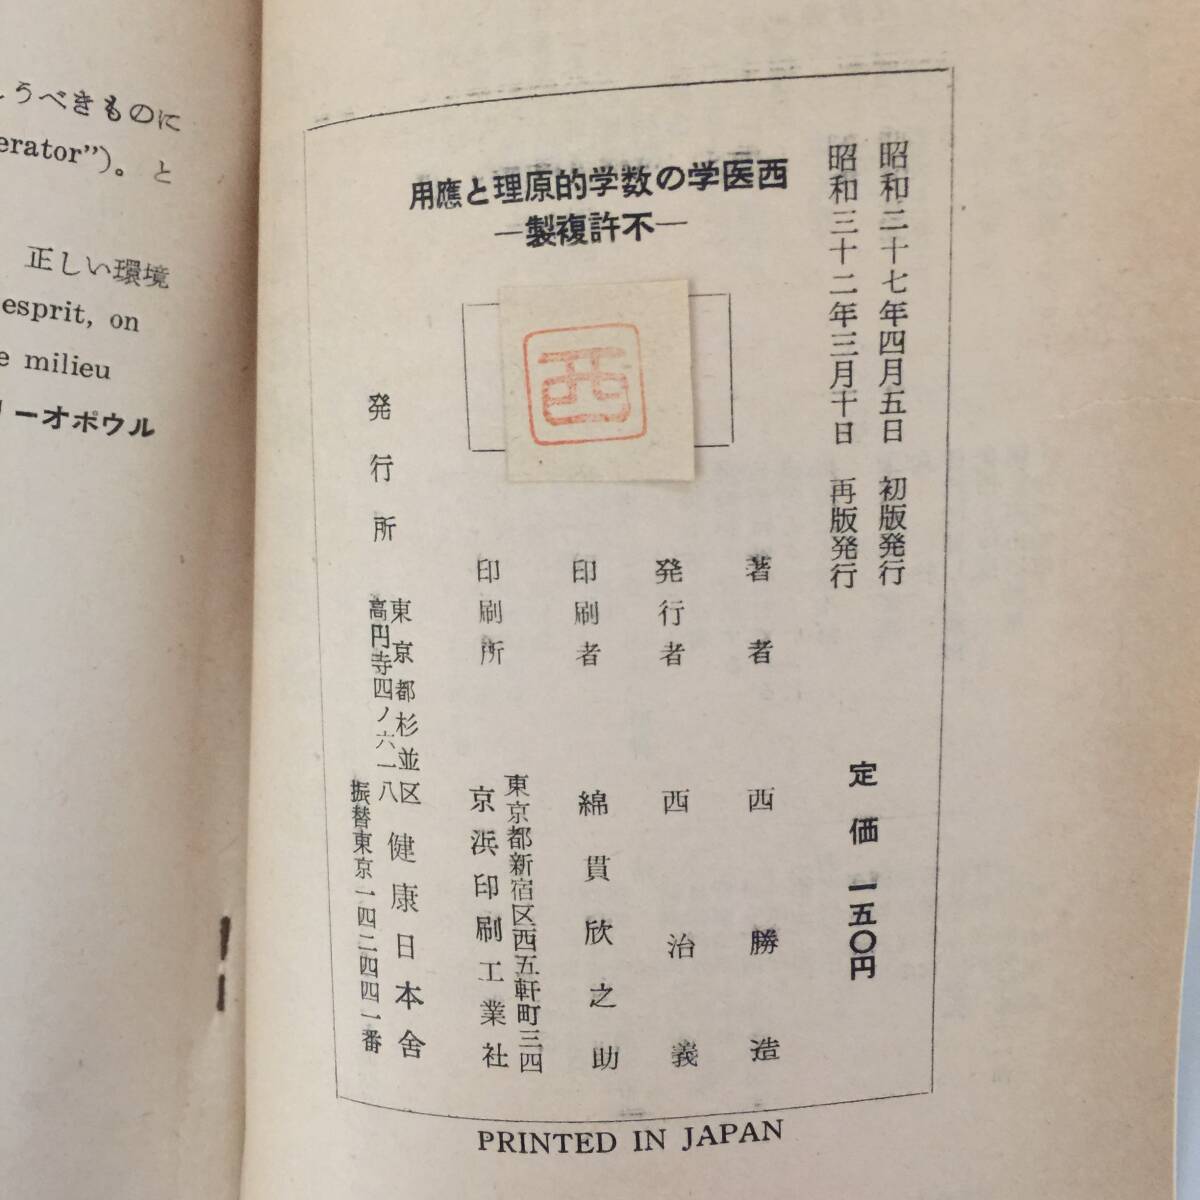 しうべきものに
erator”)。と
正しい環境
esprit, on
e milieu
リーオポウル
用應と理原的学数の学医西
―製複許不―
西
昭和二十七年四月五日 初版発行
昭和三十二年三月十日 再版発行
定価 一五〇円
著者 西勝造
発行者 西治義
印刷者 綿貫欣之助
東京都新宿区西五軒町三四
印刷所 京浜印刷工業社
東京都杉並区
高円寺四ノ六一八
発行所 健康日本舎
振替東京一四二四四一番
PRINTED IN JAPAN